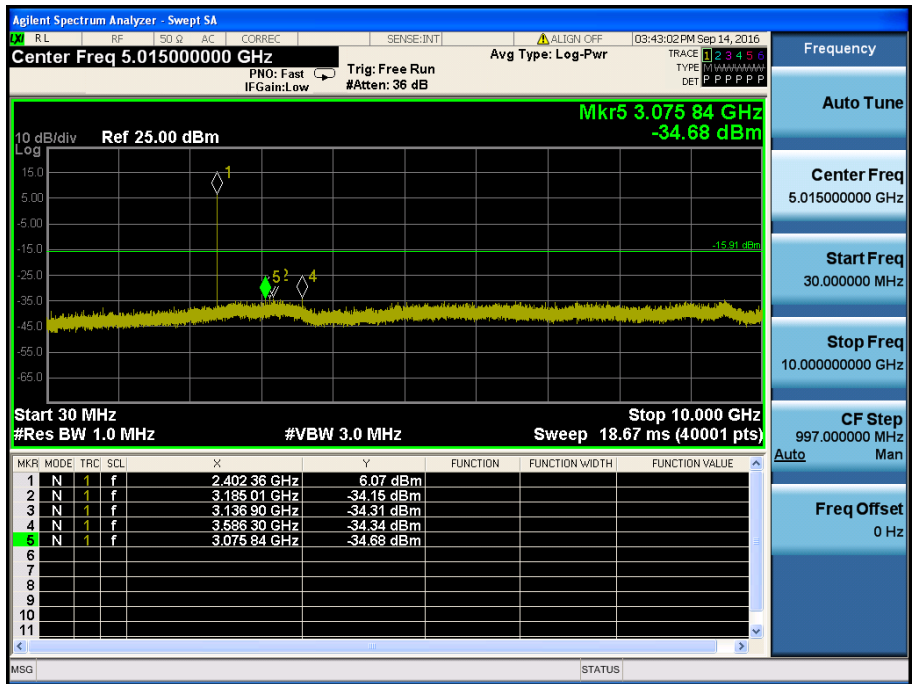 Agilent Spectrum Analyzer - Swept SA
LXI RL RF 50 Ω AC CORREC SENSE:INT ALIGN OFF 03:43:02 PM Sep 14, 2016
Center Freq 5.015000000 GHz
PNO: Fast
IFGain:Low
Trig: Free Run
#Atten: 36 dB
Avg Type: Log-Pwr
TRACE 1 2 3 4 5 6
TYPE M WWWWW
DET P P P P P P
Mkr5 3.075 84 GHz
-34.68 dBm
10 dB/div Ref 25.00 dBm
Log
15.0
5.00
-5.00
-15.0
-25.0
-35.0
-45.0
-55.0
-65.0
1
5 2
4
-15.91 dBm
Start 30 MHz Stop 10.000 GHz
#Res BW 1.0 MHz #VBW 3.0 MHz Sweep 18.67 ms (40001 pts)
MKR MODE TRC SCL X Y FUNCTION FUNCTION WIDTH FUNCTION VALUE
1 N 1 f 2.402 36 GHz 6.07 dBm
2 N 1 f 3.185 01 GHz -34.15 dBm
3 N 1 f 3.136 90 GHz -34.31 dBm
4 N 1 f 3.586 30 GHz -34.34 dBm
5 N 1 f 3.075 84 GHz -34.68 dBm
6
7
8
9
10
11
MSG STATUS
Frequency
Auto Tune
Center Freq
5.015000000 GHz
Start Freq
30.000000 MHz
Stop Freq
10.000000000 GHz
CF Step
997.000000 MHz
Auto Man
Freq Offset
0 Hz